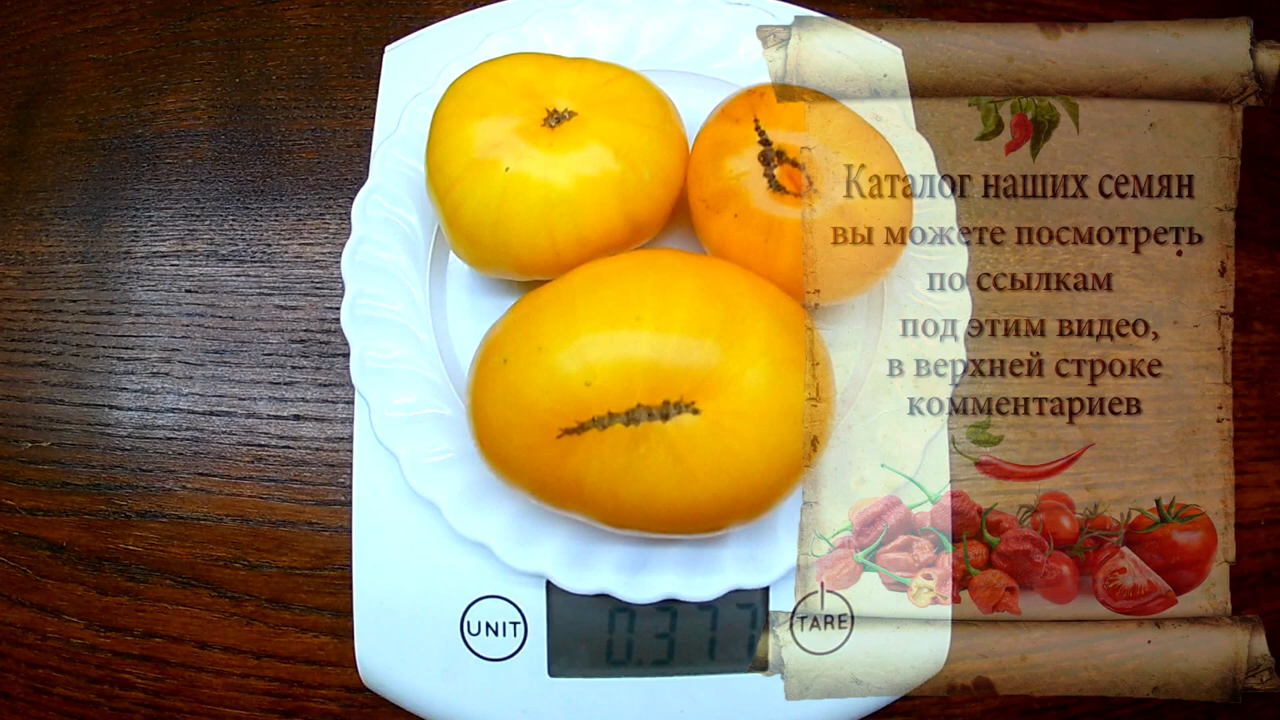 Каталог наших семян
вы можете посмотреть
по ссылкам
под этим видео,
в верхней строке
комментариев
UNIT
0.377
TARE